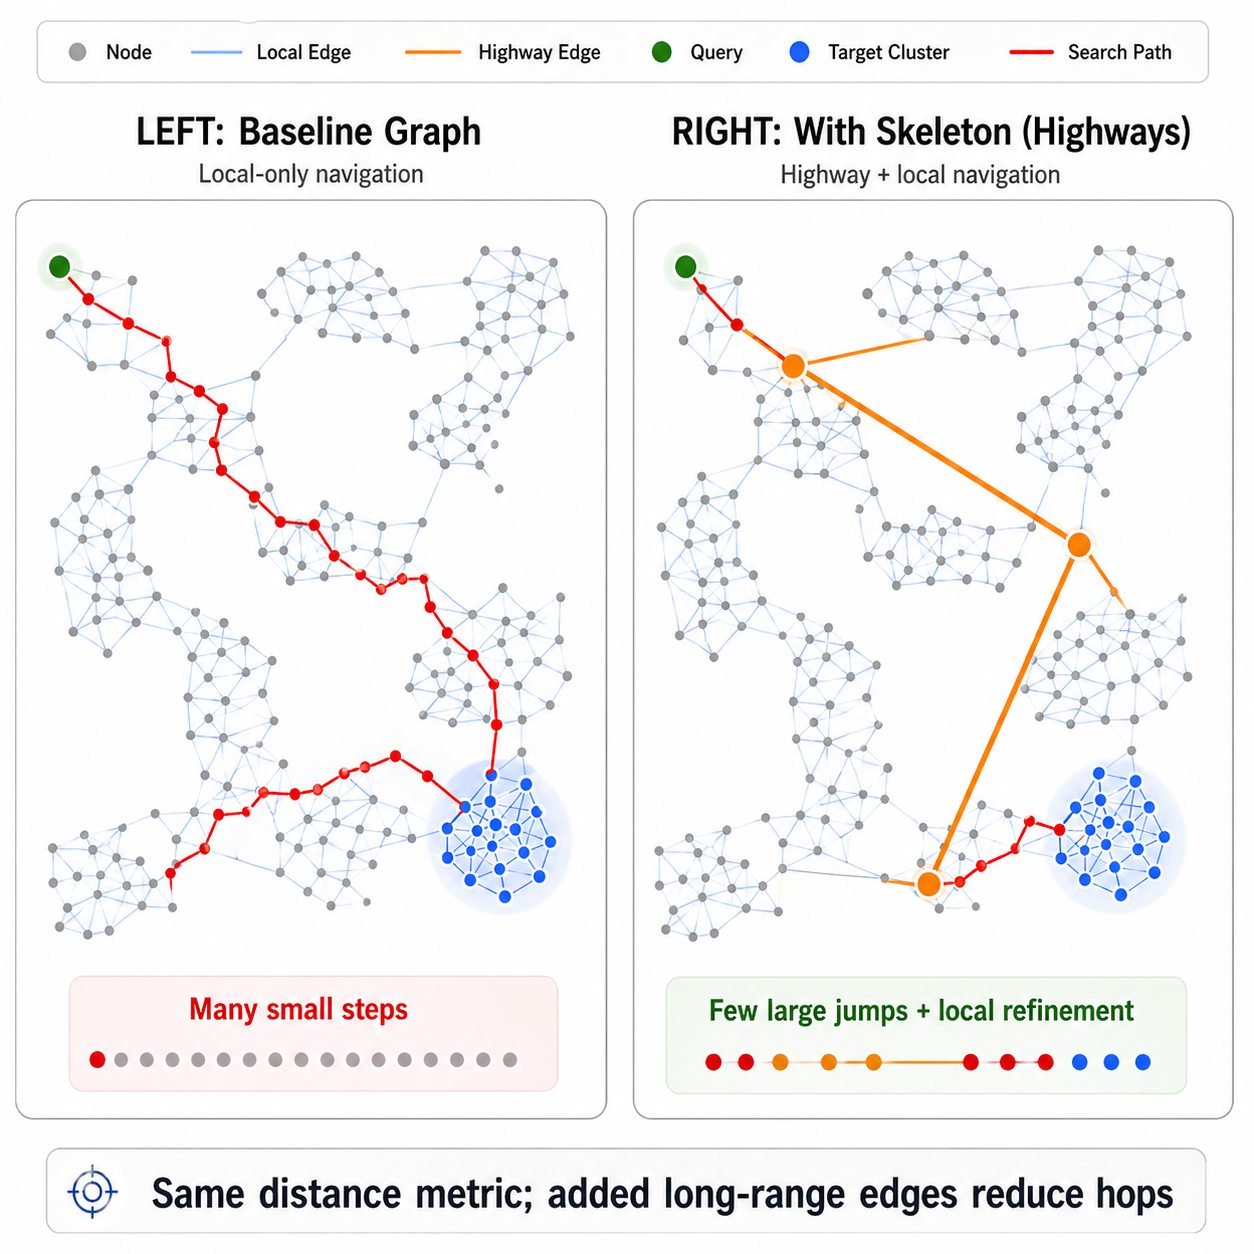 Node
Local Edge
Highway Edge
Query
Target Cluster
Search Path
LEFT: Baseline Graph
Local-only navigation
RIGHT: With Skeleton (Highways)
Highway + local navigation
Many small steps
Few large jumps + local refinement
Same distance metric; added long-range edges reduce hops